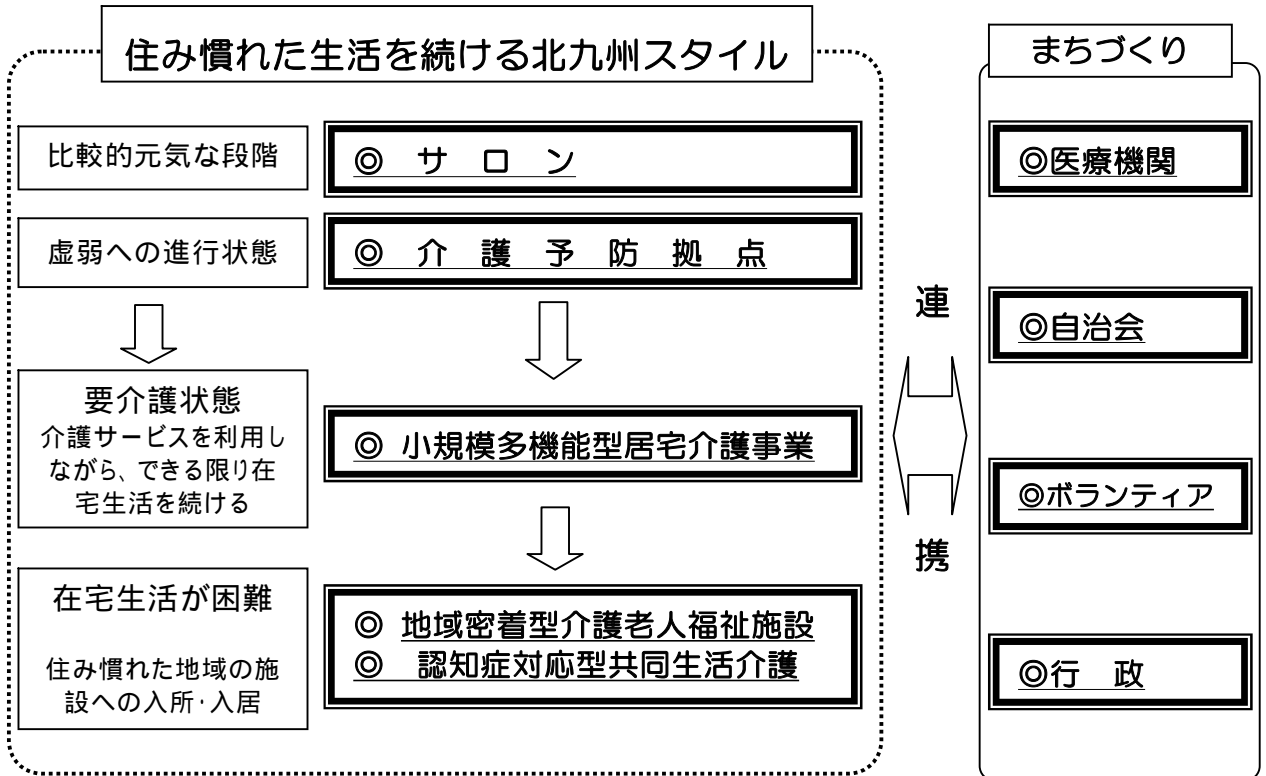 住み慣れた生活を続ける北九州スタイル
比較的元気な段階
◎ サ ロ ン
虚弱への進行状態
◎ 介 護 予 防 拠 点
要介護状態
介護サービスを利用し
ながら、できる限り在
宅生活を続ける
◎ 小規模多機能型居宅介護事業
在宅生活が困難
住み慣れた地域の施
設への入所・入居
◎ 地域密着型介護老人福祉施設
◎ 認知症対応型共同生活介護
連
携
まちづくり
◎医療機関
◎自治会
◎ボランティア
◎行 政